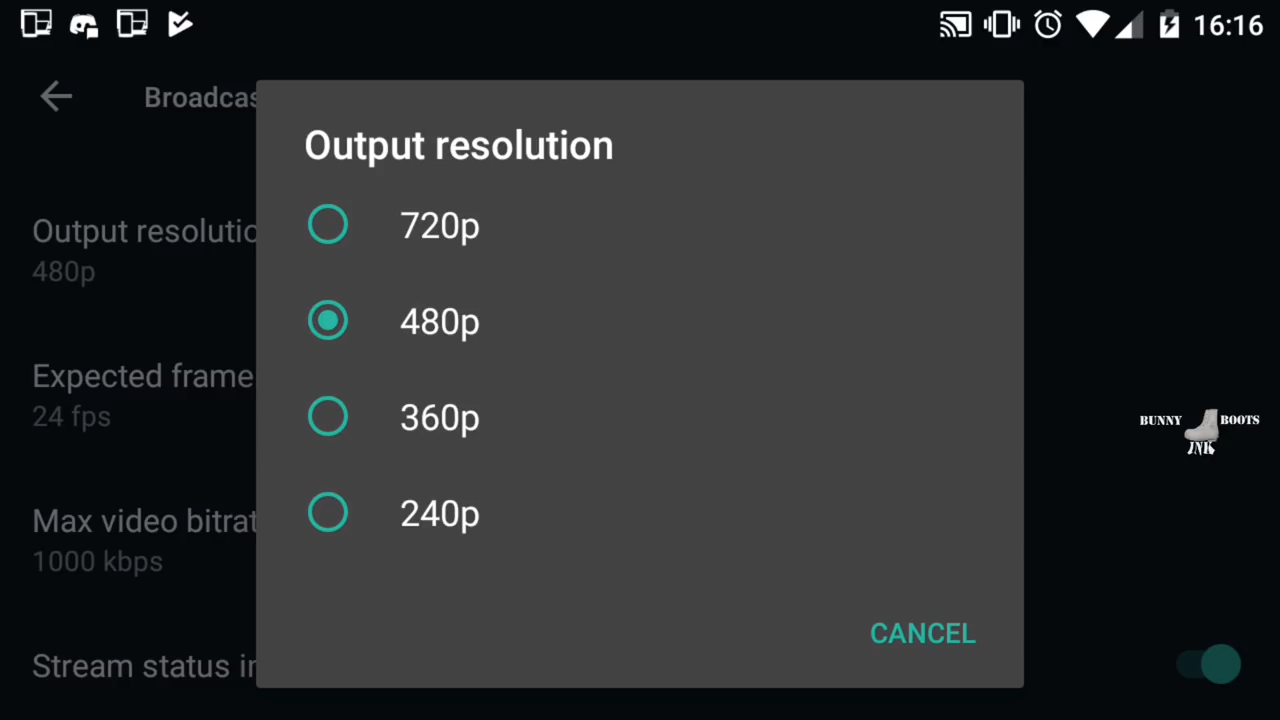 16:16
Broadcas
Output resolution
720p
Output resolutio
480p
480p
Expected frame
24 fps
360p
BUNNY BOOTS
INK
Max video bitrat
1000 kbps
240p
CANCEL
Stream status in